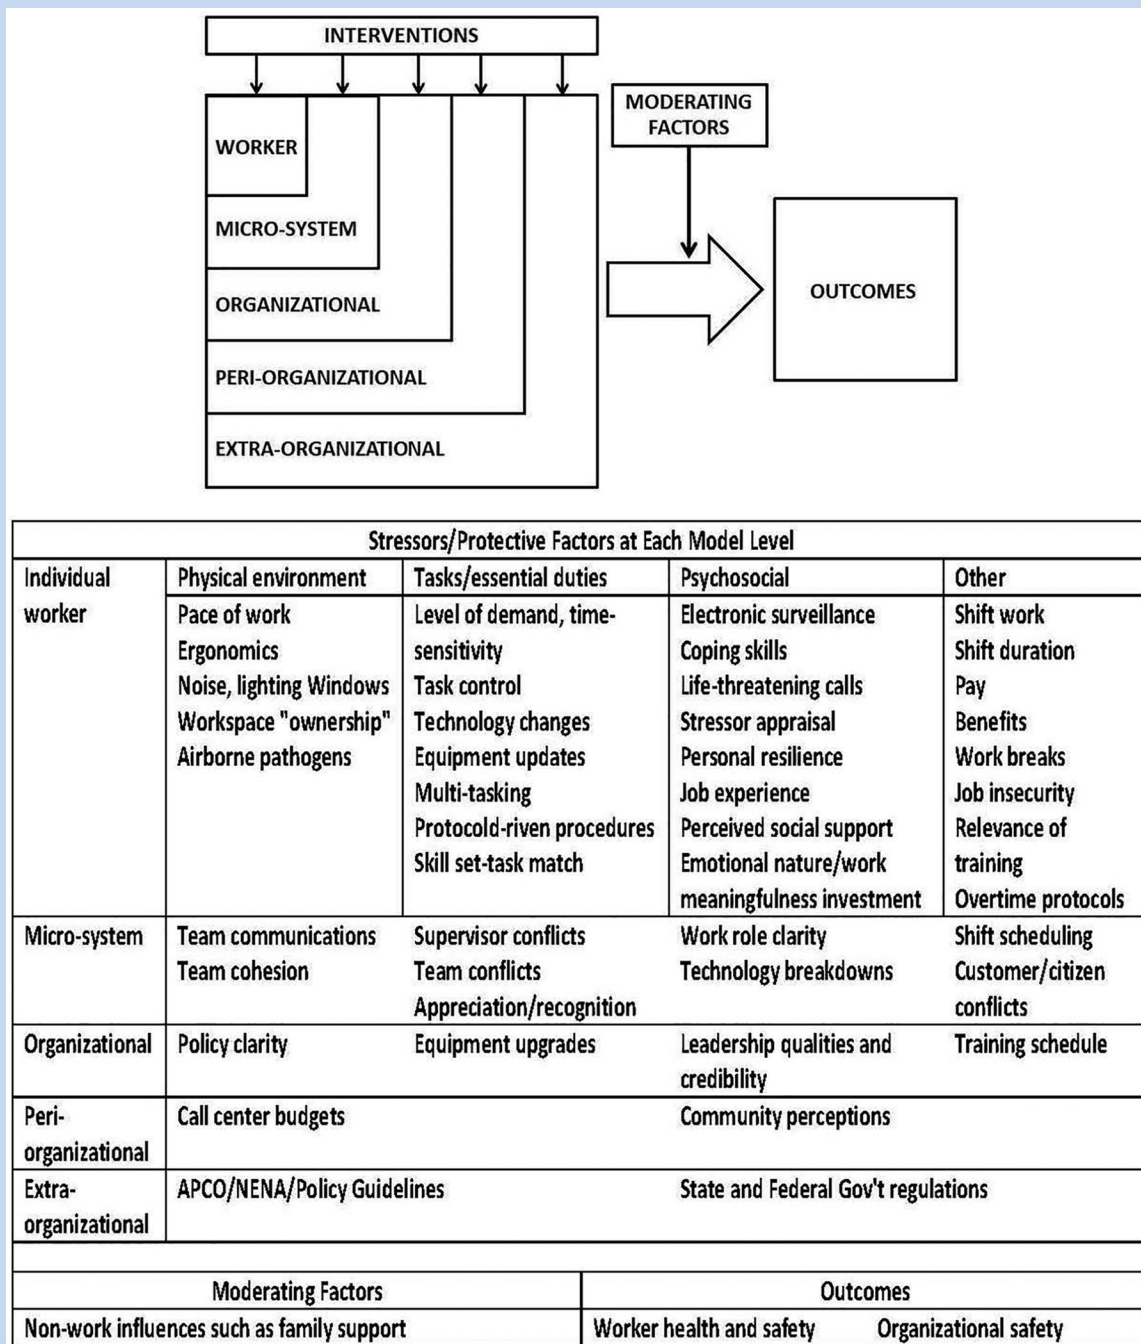 INTERVENTIONS
MODERATING
FACTORS
WORKER
MICRO-SYSTEM
ORGANIZATIONAL
PERI-ORGANIZATIONAL
EXTRA-ORGANIZATIONAL
OUTCOMES
Stressors/Protective Factors at Each Model Level
Individual
worker
Physical environment
Pace of work
Ergonomics
Noise, lighting Windows
Workspace "ownership"
Airborne pathogens
Tasks/essential duties
Level of demand, time-
sensitivity
Task control
Technology changes
Equipment updates
Multi-tasking
Protocold-riven procedures
Skill set-task match
Psychosocial
Electronic surveillance
Coping skills
Life-threatening calls
Stressor appraisal
Personal resilience
Job experience
Perceived social support
Emotional nature/work
meaningfulness investment
Other
Shift work
Shift duration
Pay
Benefits
Work breaks
Job insecurity
Relevance of
training
Overtime protocols
Micro-system
Team communications
Team cohesion
Supervisor conflicts
Team conflicts
Appreciation/recognition
Work role clarity
Technology breakdowns
Shift scheduling
Customer/citizen
conflicts
Organizational
Policy clarity
Equipment upgrades
Leadership qualities and
credibility
Training schedule
Peri-
organizational
Call center budgets
Community perceptions
Extra-
organizational
APCO/NENA/Policy Guidelines
State and Federal Gov't regulations
Moderating Factors
Non-work influences such as family support
Outcomes
Worker health and safety
Organizational safety